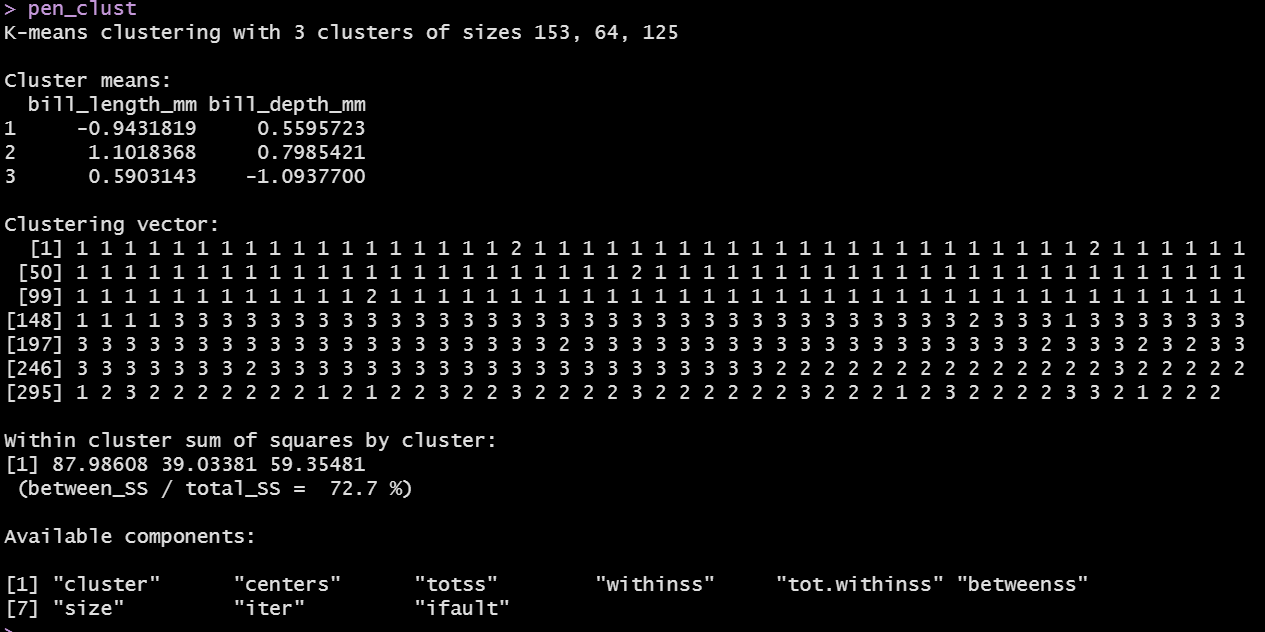 > pen_clust
K-means clustering with 3 clusters of sizes 153, 64, 125
Cluster means:
bill_length_mm bill_depth_mm
1 -0.9431819 0.5595723
2 1.1018368 0.7985421
3 0.5903143 -1.0937700
Clustering vector:
[1] 1 1 1 1 1 1 1 1 1 1 1 1 1 1 1 1 1 1 2 1 1 1 1 1 1 1 1 1 1 1 1 1 1 1 1 1 1 1 1 1 1 1 2 1 1 1 1 1 1
[50] 1 1 1 1 1 1 1 1 1 1 1 1 1 1 1 1 1 1 1 1 1 1 1 2 1 1 1 1 1 1 1 1 1 1 1 1 1 1 1 1 1 1 1 1 1 1 1 1 1
[99] 1 1 1 1 1 1 1 1 1 1 1 1 2 1 1 1 1 1 1 1 1 1 1 1 1 1 1 1 1 1 1 1 1 1 1 1 1 1 1 1 1 1 1 1 1 1 1 1 1
[148] 1 1 1 1 3 3 3 3 3 3 3 3 3 3 3 3 3 3 3 3 3 3 3 3 3 3 3 3 3 3 3 3 3 3 3 3 3 2 3 3 3 1 3 3 3 3 3 3 3
[197] 3 3 3 3 3 3 3 3 3 3 3 3 3 3 3 3 3 3 3 3 2 3 3 3 3 3 3 3 3 3 3 3 3 3 3 3 3 3 3 3 2 3 3 3 2 3 2 3 3
[246] 3 3 3 3 3 3 3 2 3 3 3 3 3 3 3 3 3 3 3 3 3 3 3 3 3 3 3 3 3 2 2 2 2 2 2 2 2 2 2 2 2 2 2 3 2 2 2 2 2
[295] 1 2 3 2 2 2 2 2 2 2 1 2 1 2 2 3 2 2 3 2 2 2 2 3 2 2 2 2 2 2 3 2 2 2 1 2 3 2 2 2 2 3 3 2 1 2 2 2
Within cluster sum of squares by cluster:
[1] 87.98608 39.03381 59.35481
(between_SS / total_SS = 72.7 %)
Available components:
[1] "cluster" "centers" "totss" "withinss" "tot.withinss" "betweenss"
[7] "size" "iter" "ifault"
>